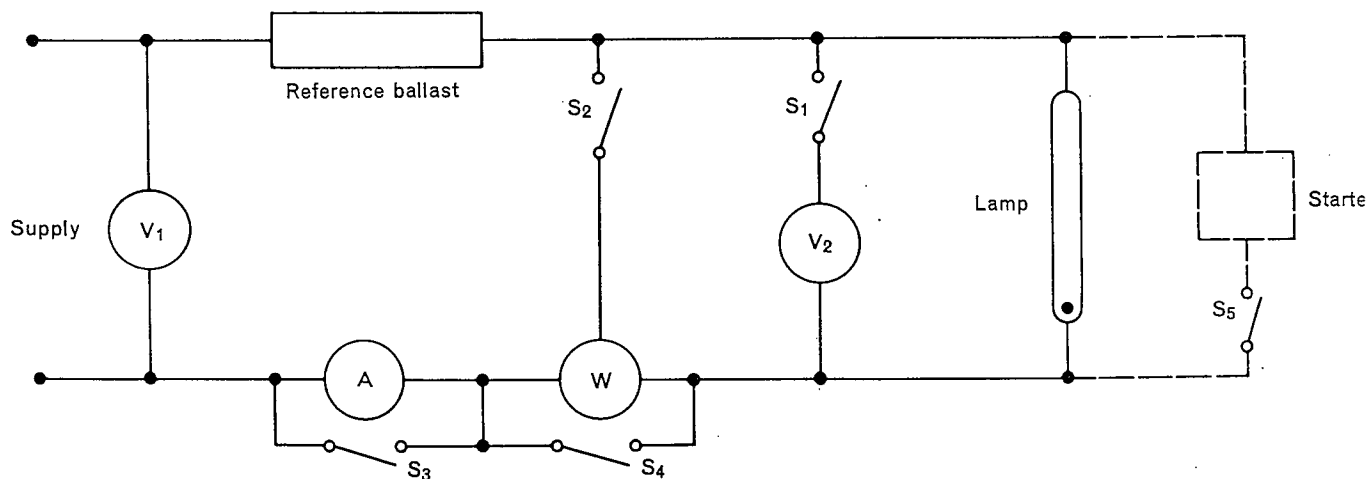 Reference ballast
S2
S1
Supply
V1
V2
Lamp
Starte
S5
A
W
S3
S4